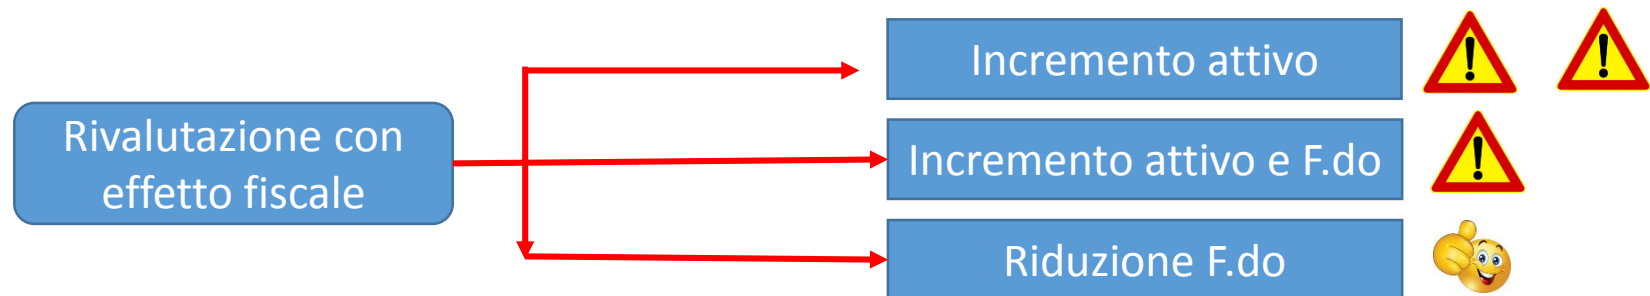 Rivalutazione con
effetto fiscale
Incremento attivo
Incremento attivo e F.do
Riduzione F.do